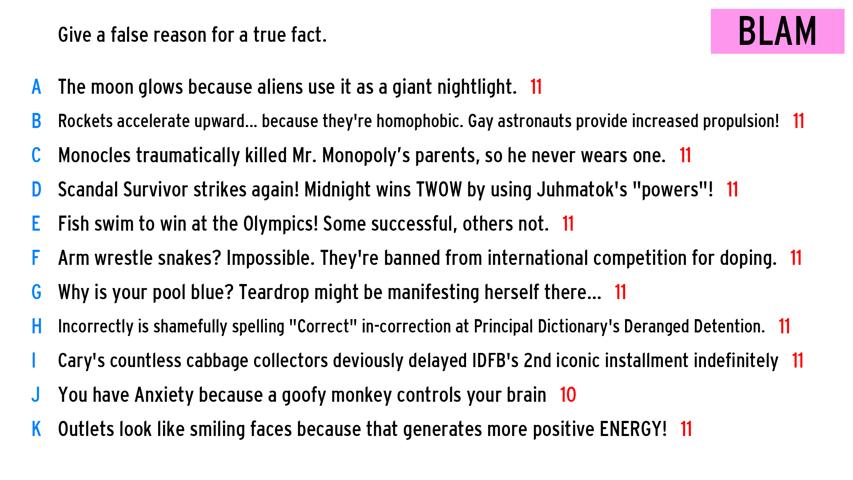 Give a false reason for a true fact.
BLAM
A The moon glows because aliens use it as a giant nightlight. 11
B Rockets accelerate upward... because they're homophobic. Gay astronauts provide increased propulsion! 11
C Monocles traumatically killed Mr. Monopoly’s parents, so he never wears one. 11
D Scandal Survivor strikes again! Midnight wins TWOW by using Juhmatok's "powers"! 11
E Fish swim to win at the Olympics! Some successful, others not. 11
F Arm wrestle snakes? Impossible. They're banned from international competition for doping. 11
G Why is your pool blue? Teardrop might be manifesting herself there... 11
H Incorrectly is shamefully spelling "Correct" in-correction at Principal Dictionary's Deranged Detention. 11
I Cary's countless cabbage collectors deviously delayed IDFB's 2nd iconic installment indefinitely 11
J You have Anxiety because a goofy monkey controls your brain 10
K Outlets look like smiling faces because that generates more positive ENERGY! 11